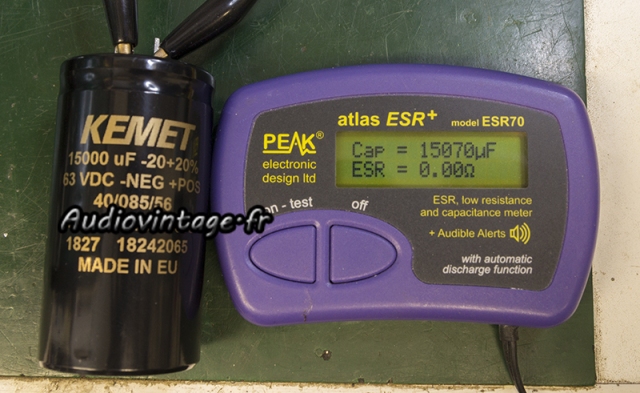 KEMET
15000 uF -20+20%
63 VDC -NEG +POS
40/085/56
Audiovintage.fr
1827 18242065
MADE IN EU
atlas ESR+ model ESR70
PEAK®
electronic
design ltd
Cap = 15070µF
ESR = 0.00Ω
ESR, low resistance
and capacitance meter
+ Audible Alerts
with automatic
discharge function
on - test off